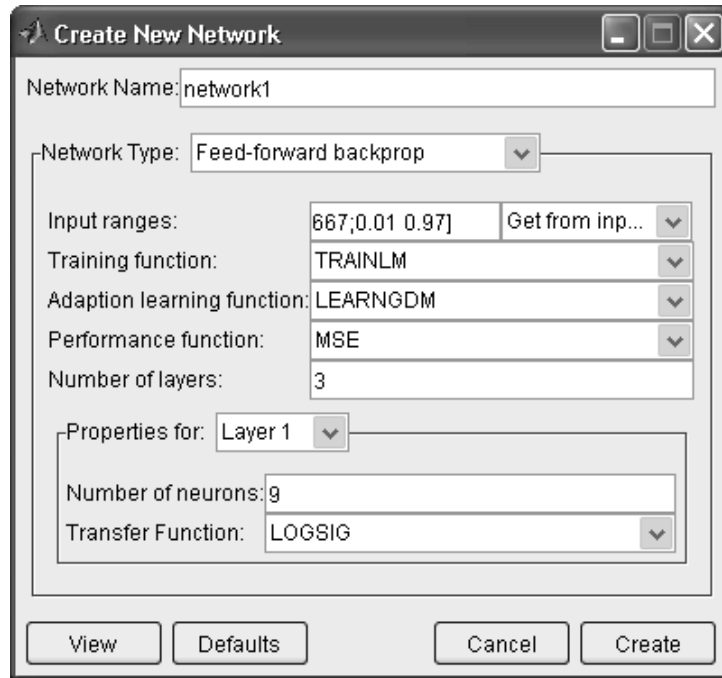 Create New Network
Network Name: network1
Network Type: Feed-forward backprop
Input ranges: 667;0.01 0.97] Get from inp...
Training function: TRAINLM
Adaption learning function: LEARNGDM
Performance function: MSE
Number of layers: 3
Properties for: Layer 1
Number of neurons: 9
Transfer Function: LOGSIG
View Defaults Cancel Create